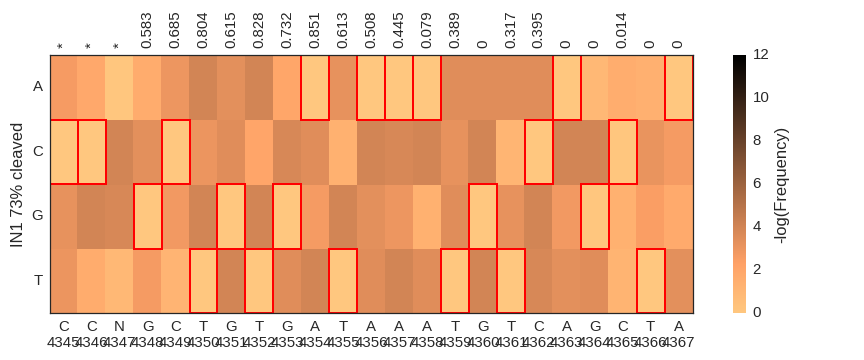 * * * 0.583 0.685 0.804 0.615 0.828 0.732 0.851 0.613 0.508 0.445 0.079 0.389 0 0.317 0.395 0 0 0.014 0 0
12
A
10
C
8
6
G
4
2
T
0
IN1 73% cleaved
-log(Frequency)
C C N G C T G T G A T A A A T G T C A G C T A
4345 4346 4347 4348 4349 4350 4351 4352 4353 4354 4355 4356 4357 4358 4359 4360 4361 4362 4363 4364 4365 4366 4367